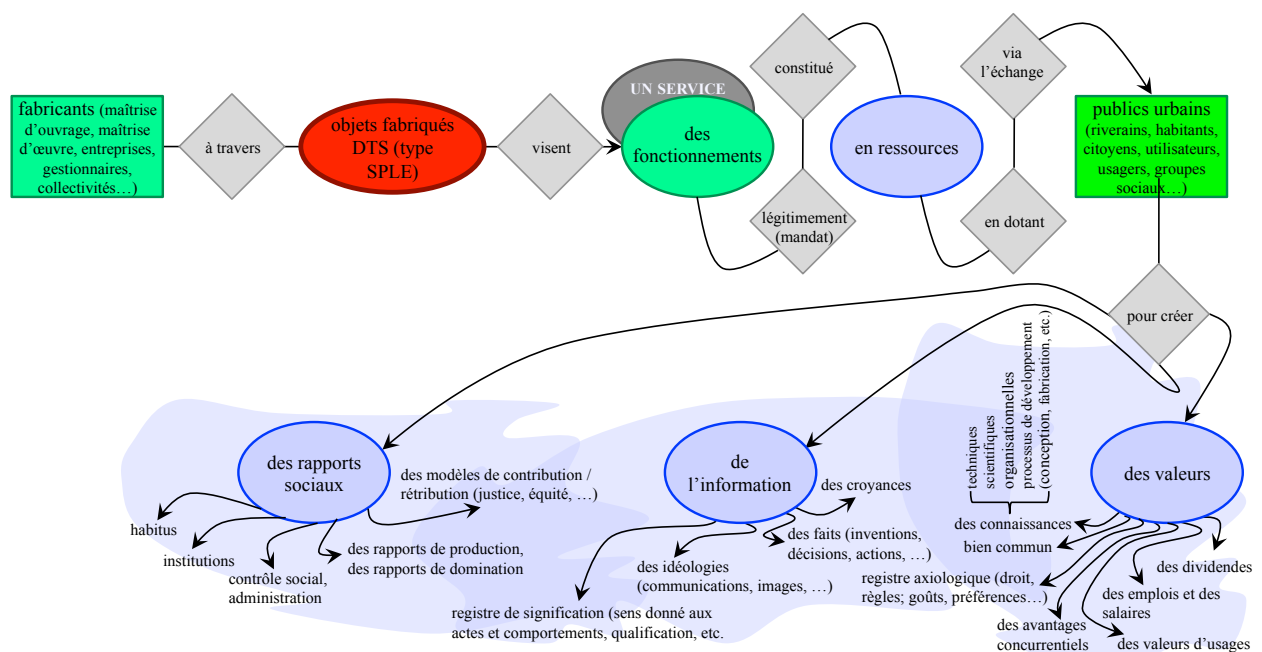 fabricants (maîtrise
d'ouvrage, maîtrise
d'œuvre, entreprises,
gestionnaires,
collectivités…)
à travers
objets fabriqués
DTS (type
SPLE)
visent
UN SERVICE
des
fonctionnements
légitimement
(mandat)
constitué
en ressources
en dotant
via
l'échange
publics urbains
(riverains, habitants,
citoyens, utilisateurs,
usagers, groupes
sociaux…)
pour créer
des rapports
sociaux
habitus
institutions
contrôle social,
administration
des rapports de production,
des rapports de domination
des modèles de contribution /
rétribution (justice, équité, …)
de
l'information
registre de signification (sens donné aux
actes et comportements, qualification, etc.
des idéologies
(communications, images, …)
des faits (inventions,
décisions, actions, …)
des croyances
des valeurs
techniques
scientifiques
organisationnelles
processus de développement
(conception, fabrication, etc.)
des connaissances
bien commun
registre axiologique (droit,
règles; goûts, préférences…)
des avantages
concurrentiels
des valeurs d'usages
des emplois et des
salaires
des dividendes